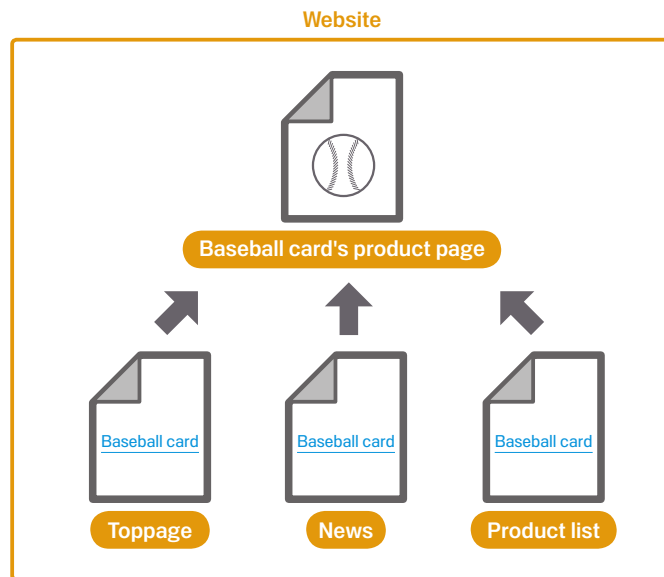 Website
Baseball card's product page
Baseball card
Baseball card
Baseball card
Toppage
News
Product list